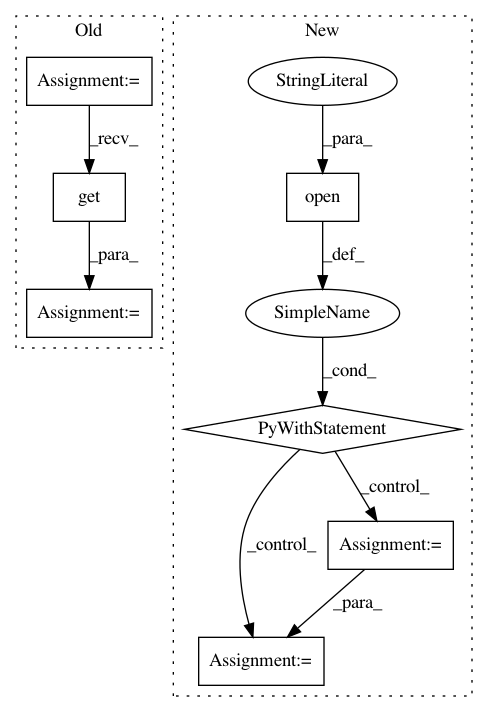 Old
Assignment:=
_recv_
get
_para_
Assignment:=
New
StringLiteral
_para_
open
_def_
SimpleName
_cond_
PyWithStatement
_control_
_control_
Assignment:=
_para_
Assignment:=